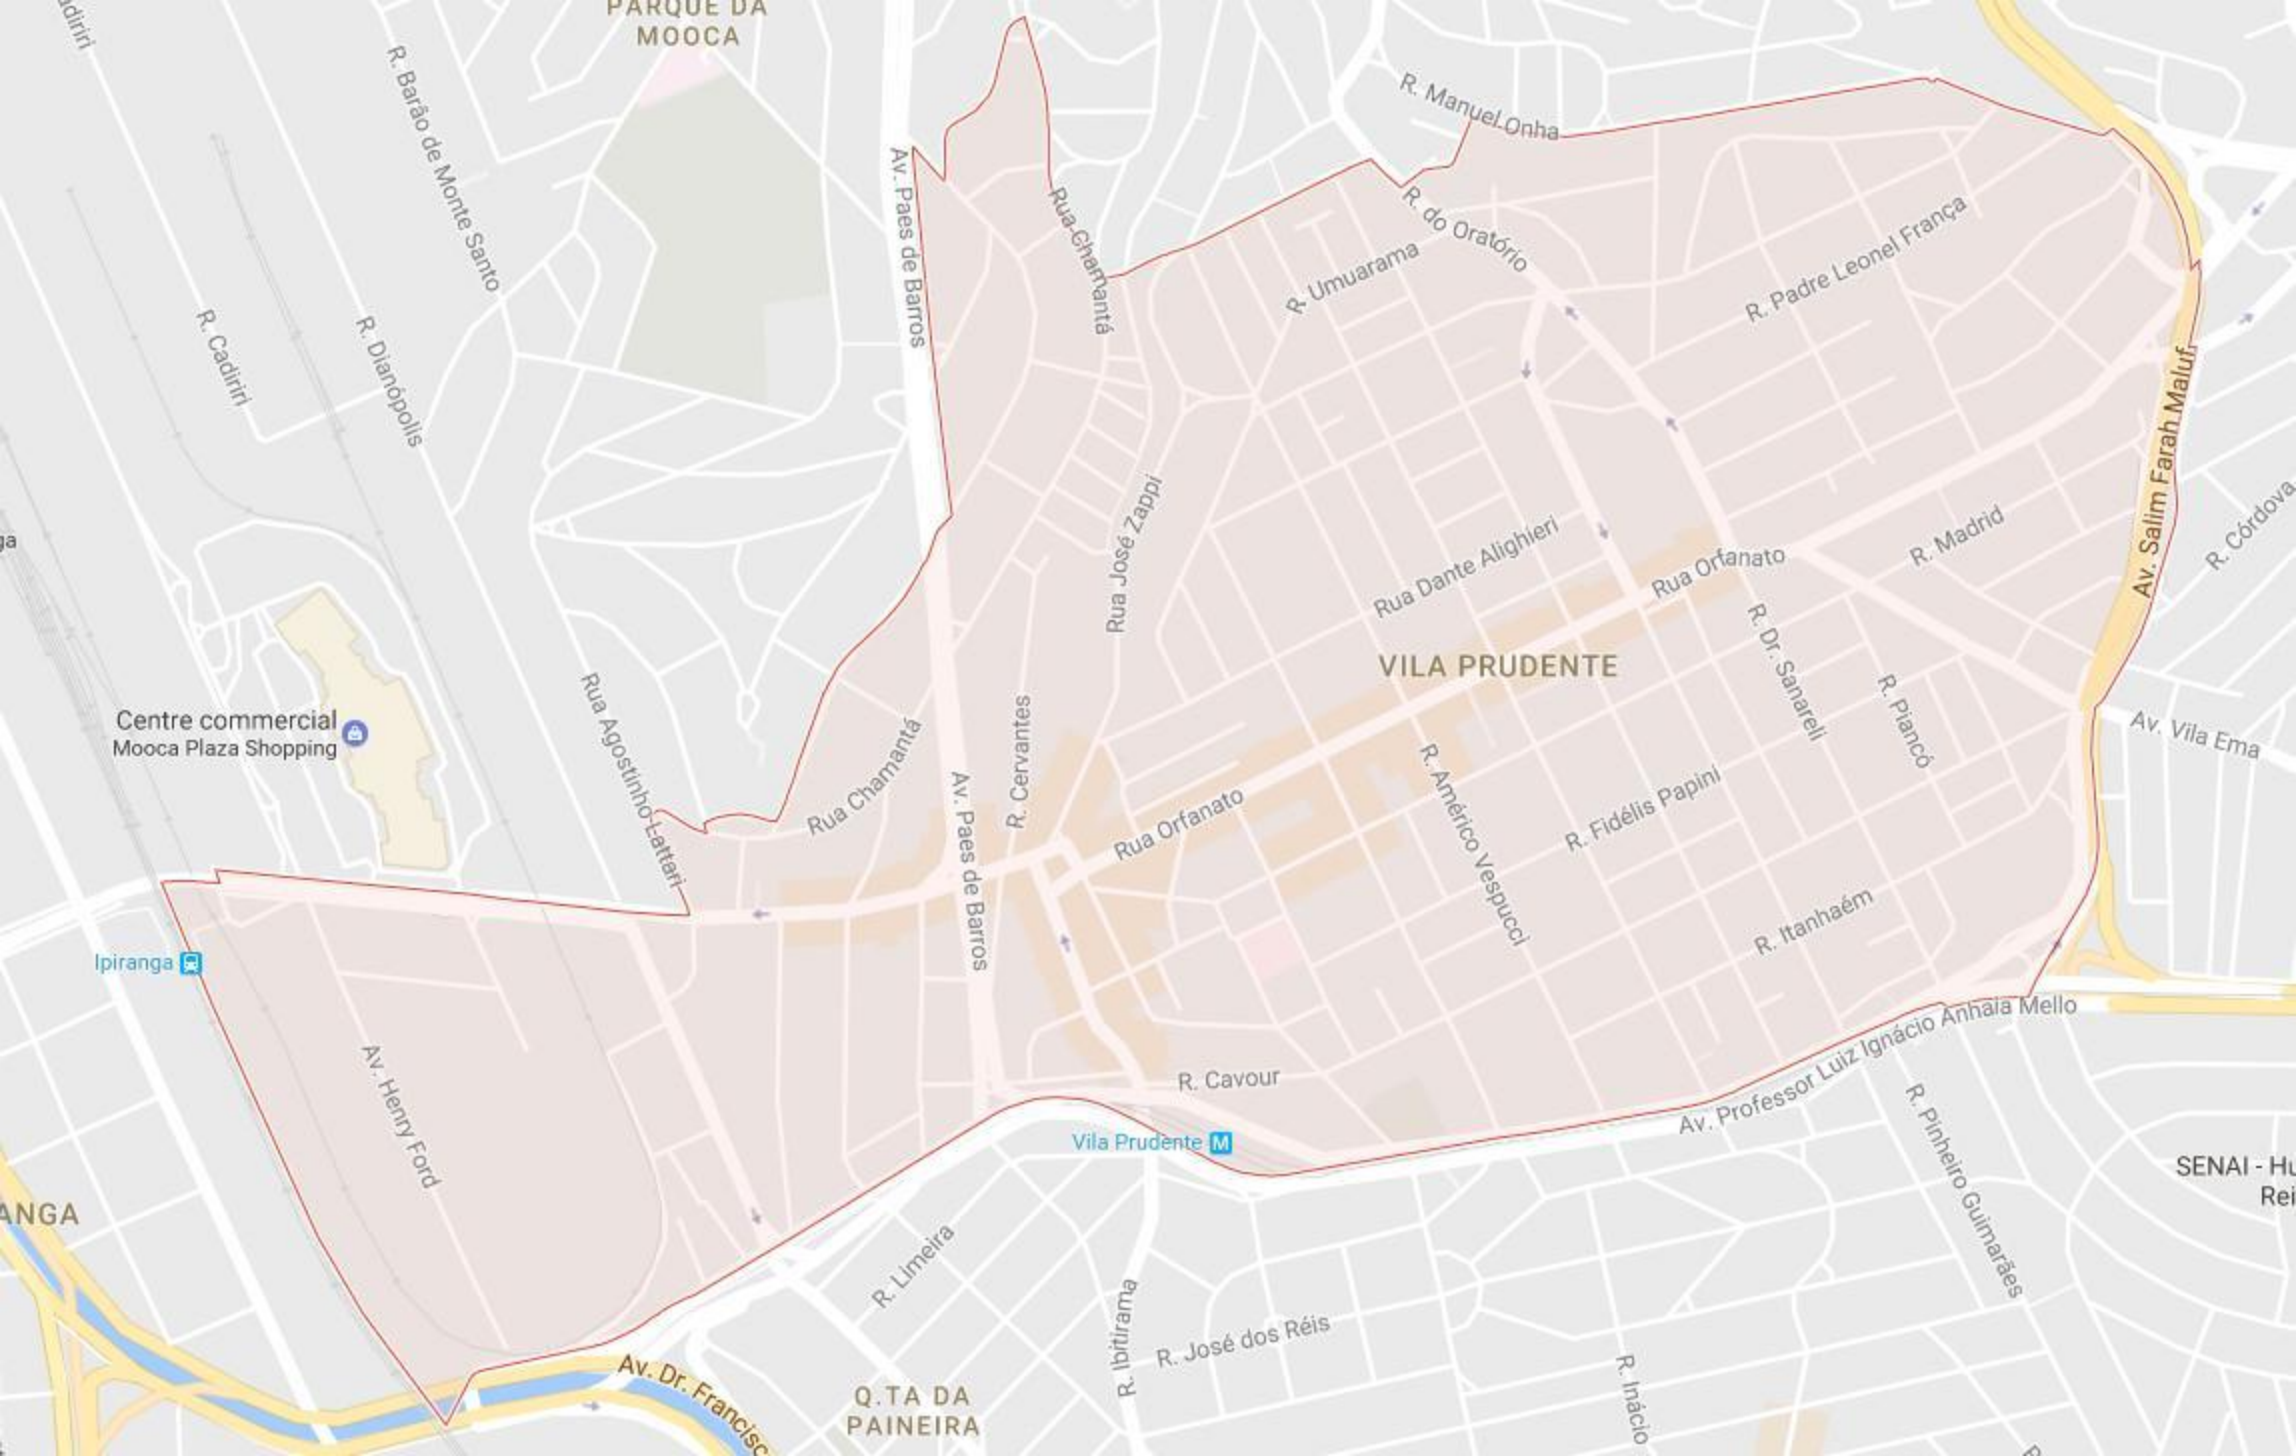 PARQUE DA
MOOCA
R. Barão de Monte Santo
R. Manuel Onha
Av. Paes de Barros
Rua Chamantá
R. do Oratório
R. Umuarama
R. Padre Leonel França
R. Cadiriri
R. Dianópolis
Av. Salim Farah Maluf
R. Córdova
Rua José Zappi
Rua Dante Alighieri
Rua Orfanato
R. Madrid
VILA PRUDENTE
R. Dr. Sanareli
R. Piancó
Av. Vila Ema
Centre commercial
Mooca Plaza Shopping
Rua Agostinho Lattari
Rua Chamantá
R. Cervantes
Av. Paes de Barros
Rua Orfanato
R. Américo Vespucci
R. Fidélis Papini
R. Itanhaém
Ipiranga
Av. Henry Ford
R. Cavour
Vila Prudente M
Av. Professor Luiz Ignácio Anhaia Mello
R. Pinheiro Guimarães
SENAI - Hu
Rei
ANGA
R. Limeira
R. Ibitirama
R. José dos Réis
R. Inácio
Av. Dr. Francisc
Q.TA DA
PAINEIRA